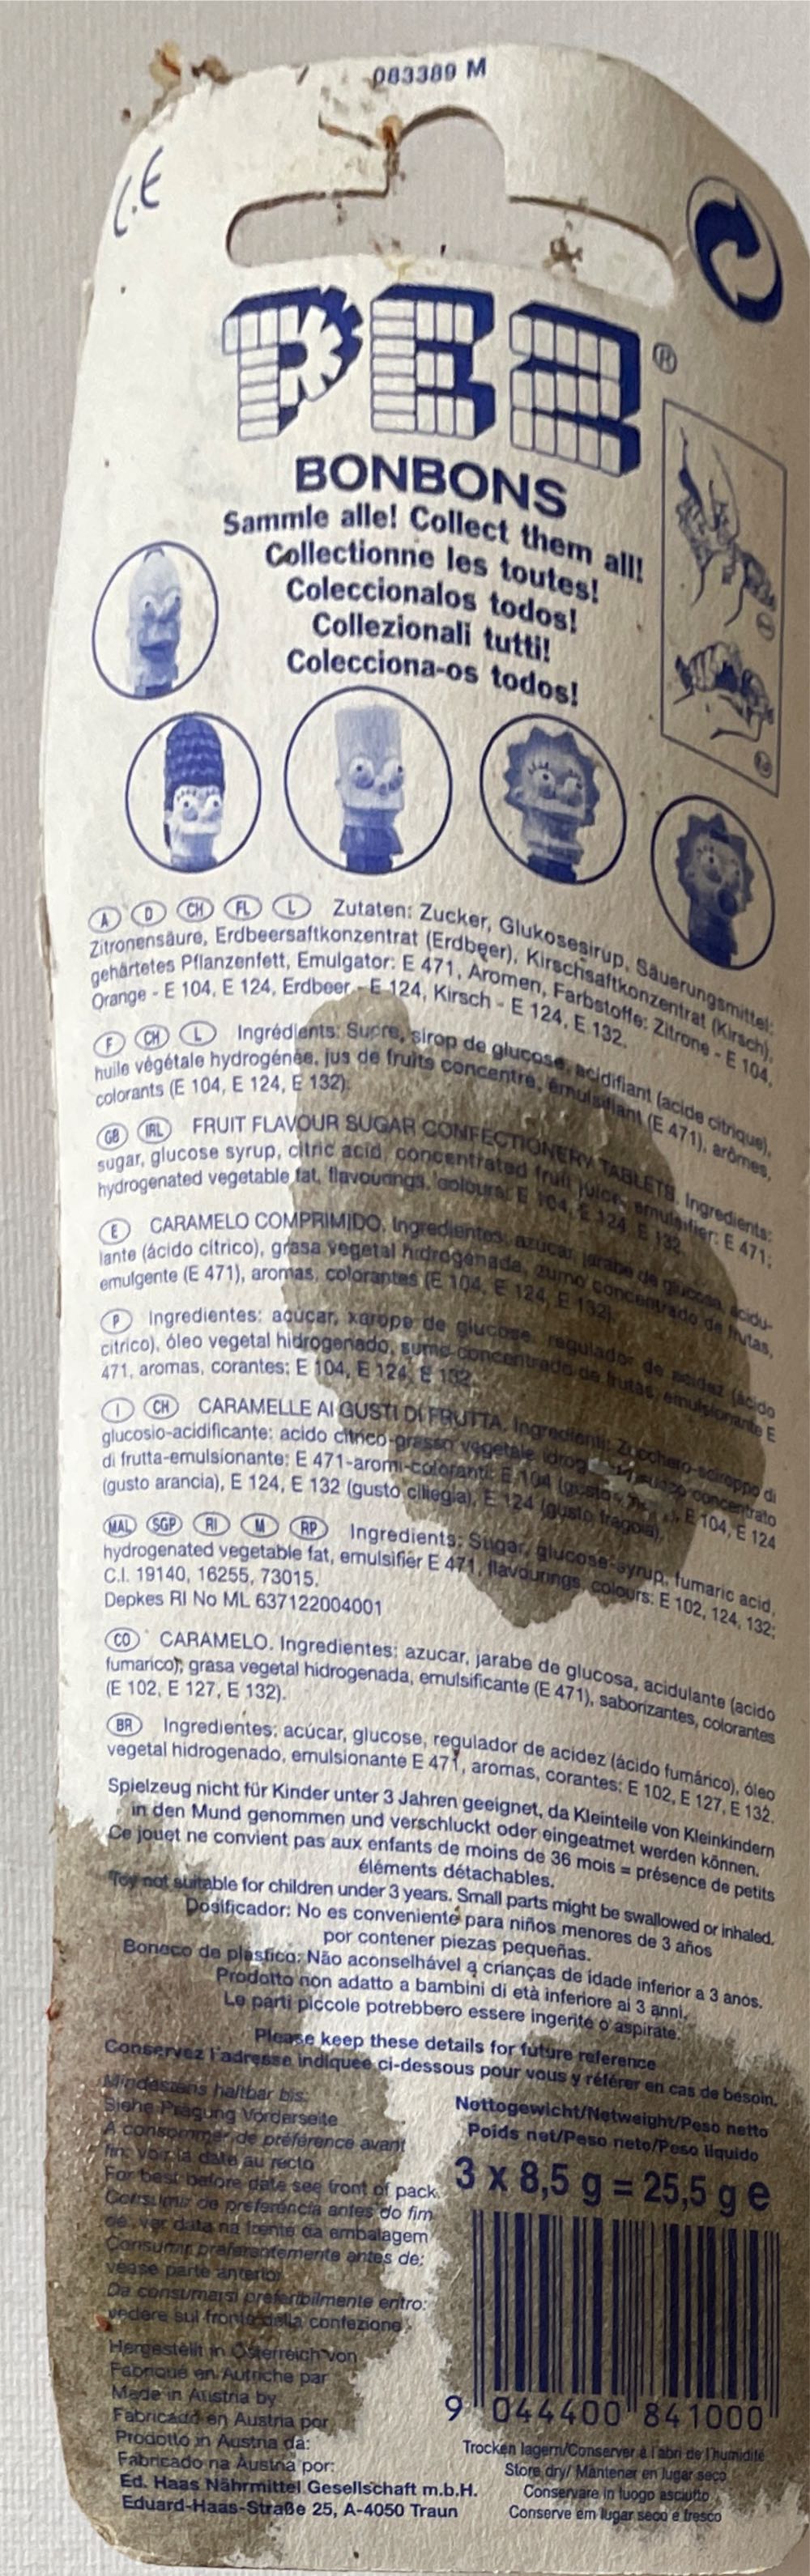 083389 M
CE
PEZ®
BONBONS
Sammle alle! Collect them all!
Collectionne les toutes!
Coleccionalos todos!
Collezionali tutti!
Colecciona-os todos!
A D CH FL L Zutaten: Zucker, Glukosesirup, Säuerungsmittel:
Zitronensäure, Erdbeersaftkonzentrat (Erdbeer), Kirschsaftkonzentrat (Kirsch),
gehärtetes Pflanzenfett, Emulgator: E 471, Aromen, Farbstoffe: Zitrone - E 104,
Orange - E 104, E 124, Erdbeer - E 124, Kirsch - E 124, E 132.
F CH L Ingrédients: Sucre, sirop de glucose, acidifiant (acide citrique),
huile végétale hydrogénée, jus de fruits concentré, émulsifiant (E 471), arômes,
colorants (E 104, E 124, E 132).
GB IRL FRUIT FLAVOUR SUGAR CONFECTIONERY TABLETS. Ingredients:
sugar, glucose syrup, citric acid, concentrated fruit juice, emulsifier: E 471;
hydrogenated vegetable fat, flavourings, colours: E 104, E 124, E 132.
E CARAMELO COMPRIMIDO. Ingredientes: azúcar, jarabe de glucosa, acidu-
lante (ácido cítrico), grasa vegetal hidrogenada, zumo concentrado de frutas,
emulgente (E 471), aromas, colorantes (E 104, E 124, E 132).
P Ingredientes: açúcar, xarope de glucose, regulador de acidez (ácido
cítrico), óleo vegetal hidrogenado, sumo concentrado de frutas, emulsionante E
471, aromas, corantes: E 104, E 124, E 132.
I CH CARAMELLE AI GUSTI DI FRUTTA. Ingredienti: Zucchero-sciroppo di
glucosio-acidificante: acido citrico-grasso vegetale idrog succo concentrato
di frutta-emulsionante: E 471-aromi-coloranti: E 104 (gusto E 104, E 124
(gusto arancia), E 124, E 132 (gusto ciliegia), E 124 (gusto fragola).
MAL SGP RI M RP Ingredients: Sugar, glucose-syrup, fumaric acid,
hydrogenated vegetable fat, emulsifier E 471, flavourings, colours: E 102, 124, 132;
C.I. 19140, 16255, 73015.
Depkes RI No ML 637122004001
CO CARAMELO. Ingredientes: azucar, jarabe de glucosa, acidulante (acido
fumarico), grasa vegetal hidrogenada, emulsificante (E 471), saborizantes, colorantes
(E 102, E 127, E 132).
BR Ingredientes: acúcar, glucose, regulador de acidez (ácido fumárico), óleo
vegetal hidrogenado, emulsionante E 471, aromas, corantes: E 102, E 127, E 132.
Spielzeug nicht für Kinder unter 3 Jahren geeignet, da Kleinteile von Kleinkindern
in den Mund genommen und verschluckt oder eingeatmet werden können.
Ce jouet ne convient pas aux enfants de moins de 36 mois = présence de petits
éléments détachables.
Toy not suitable for children under 3 years. Small parts might be swallowed or inhaled.
Dosificador: No es conveniente para niños menores de 3 años
por contener piezas pequeñas.
Boneco de plástico: Não aconselhável a crianças de idade inferior a 3 anos.
Prodotto non adatto a bambini di età inferiore ai 3 anni.
Le parti piccole potrebbero essere ingerite o aspirate.
Please keep these details for future reference
Conservez l'adresse indiquée ci-dessous pour vous y référer en cas de besoin.
Mindestens haltbar bis:
Siehe Prägung Vorderseite
A consommer de préférence avant
fin: voir la date au recto
For best before date see front of pack.
Consumir de preferência antes do fim
de: ver data na frente da embalagem
Consumir preferentemente antes de:
vease parte anterior
Da consumarsi preferibilmente entro:
vedere sul fronte della confezione
Hergestellt in Österreich von
Fabriqué en Autriche par
Made in Austria by:
Fabricado en Austria por
Prodotto in Austria da:
Fabricado na Áustria por:
Ed. Haas Nährmittel Gesellschaft m.b.H.
Eduard-Haas-Straße 25, A-4050 Traun
Nettogewicht/Netweight/Peso netto
Poids net/Peso neto/Peso líquido
3 x 8,5 g = 25,5 g e
9 044400 841000
Trocken lagern/Conserver à l'abri de l'humidité
Store dry/ Mantener en lugar seco
Conservare in luogo asciutto
Conserve em lugar seco e fresco